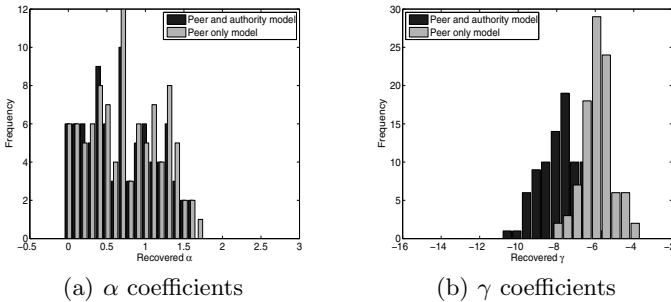 12
10
8
6
4
2
0
Frequency
Peer and authority model
Peer only model
-0.5 0 0.5 1 1.5 2 2.5 3
Recovered α
(a) α coefficients
30
25
20
15
10
5
0
Frequency
Peer and authority model
Peer only model
-16 -14 -12 -10 -8 -6 -4 -2
Recovered γ
(b) γ coefficients